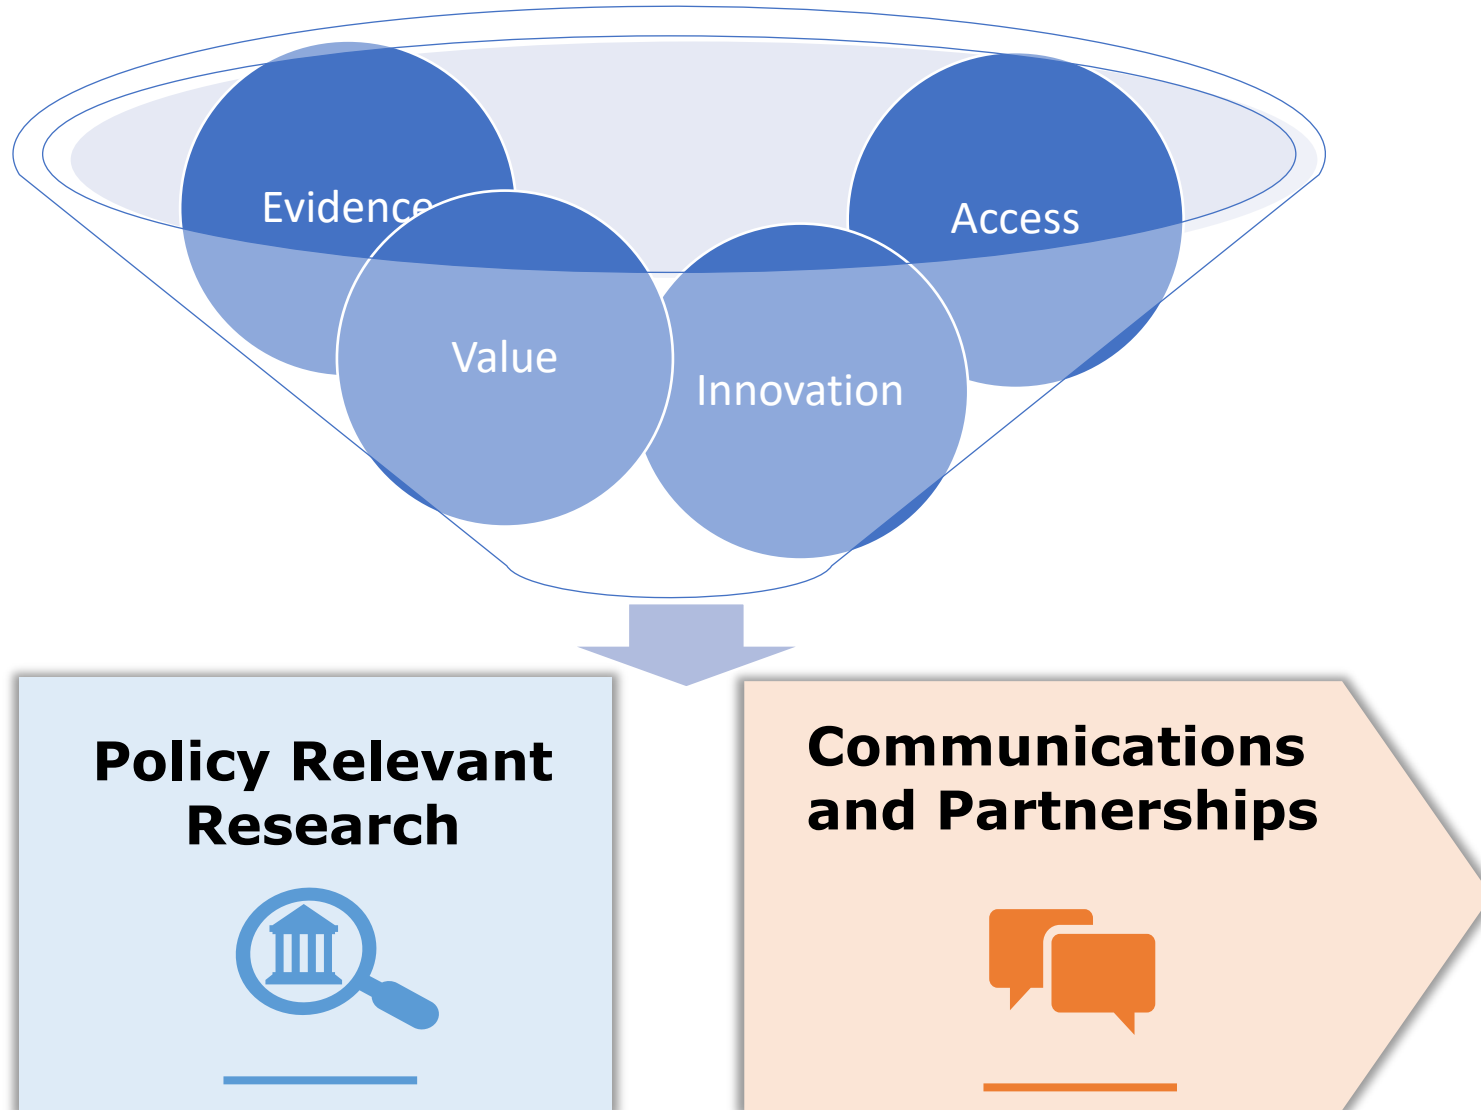 Evidence
Access
Value
Innovation
Policy Relevant
Research
Communications
and Partnerships